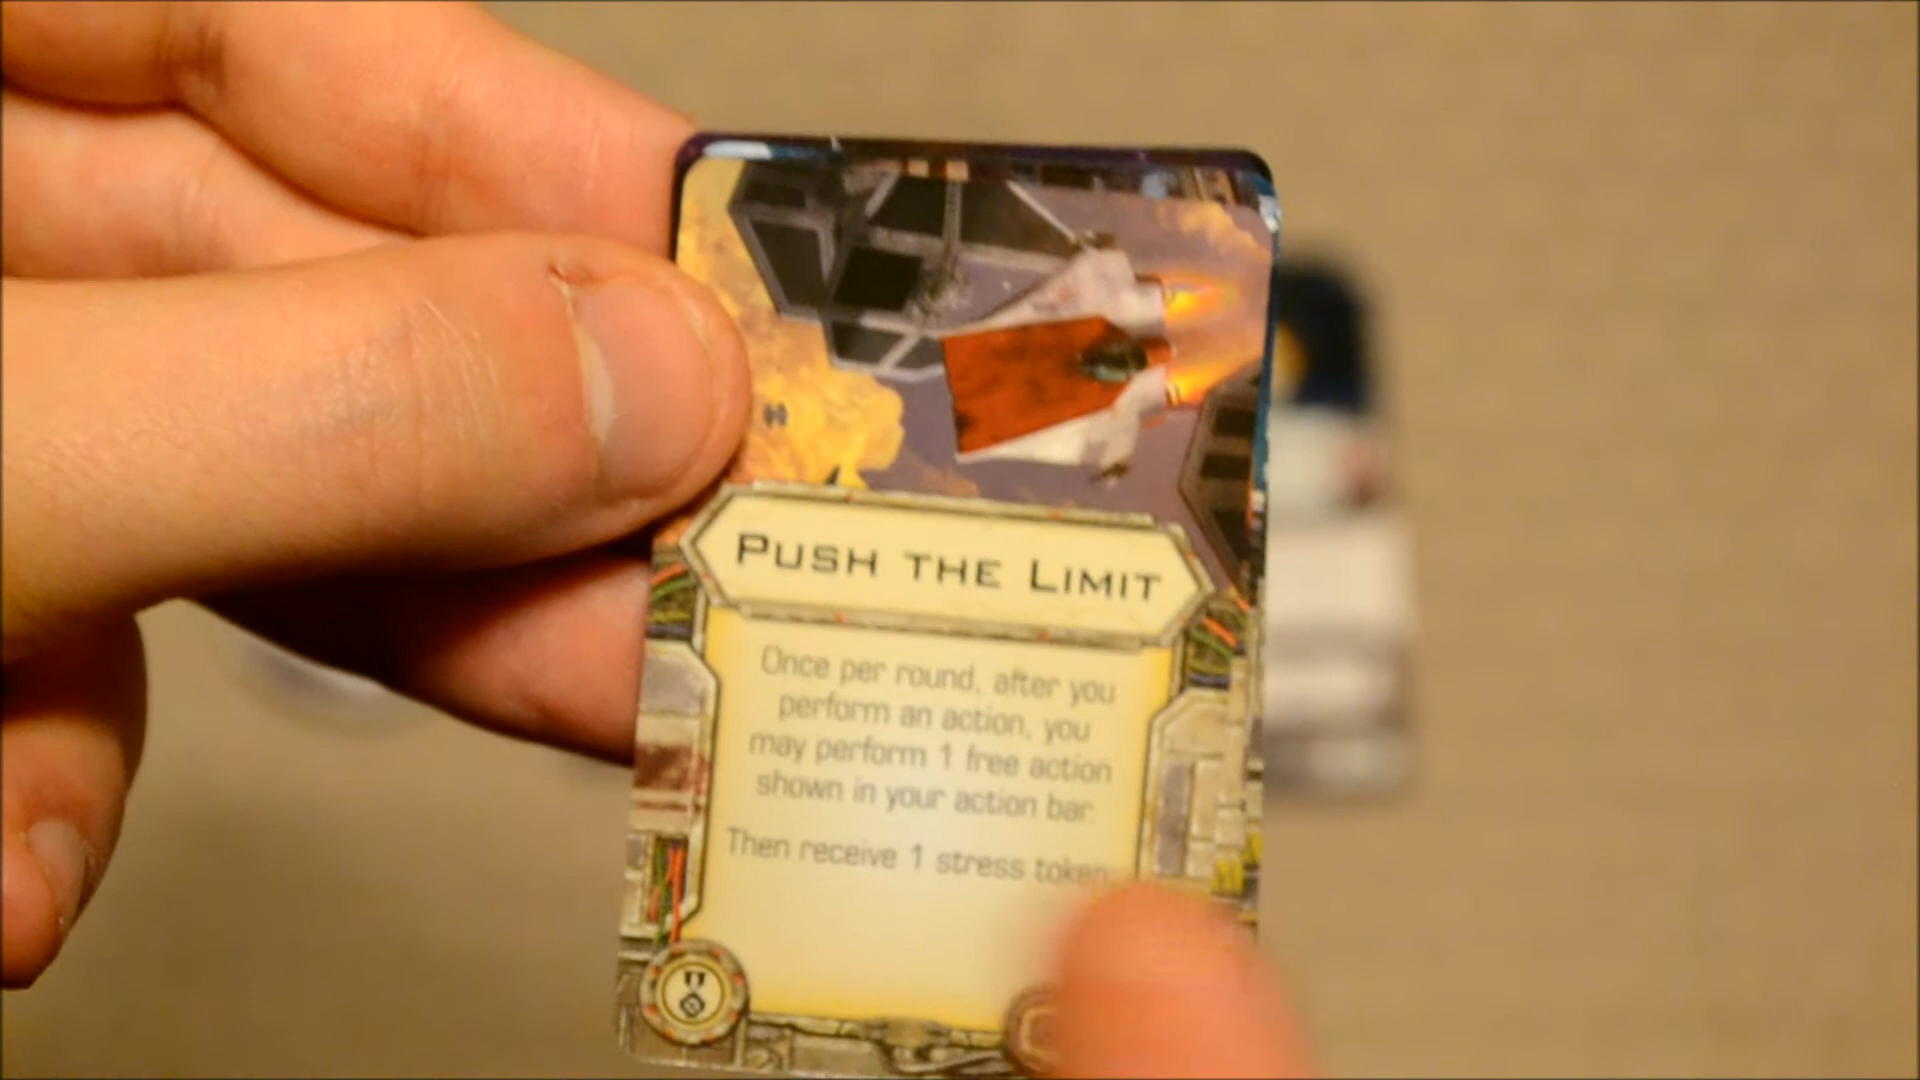 PUSH THE LIMIT
Once per round, after you
perform an action, you
may perform 1 free action
shown in your action bar.
Then receive 1 stress token.